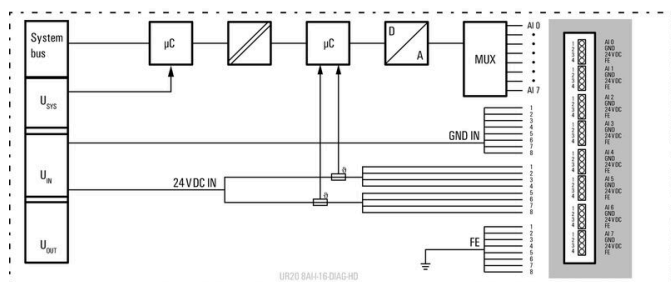 System
bus
U_SYS
U_IN
U_OUT
µC
µC
D
A
MUX
AI 0
AI 7
GND IN
1
2
3
4
5
6
7
8
24 V DC IN
1
2
3
4
5
6
7
8
FE
1
2
3
4
5
6
7
8
UR20 8AI-I-16-DIAG-HD
AI 0
GND
24 V DC
FE
AI 1
GND
24 V DC
FE
AI 2
GND
24 V DC
FE
AI 3
GND
24 V DC
FE
AI 4
GND
24 V DC
FE
AI 5
GND
24 V DC
FE
AI 6
GND
24 V DC
FE
AI 7
GND
24 V DC
FE